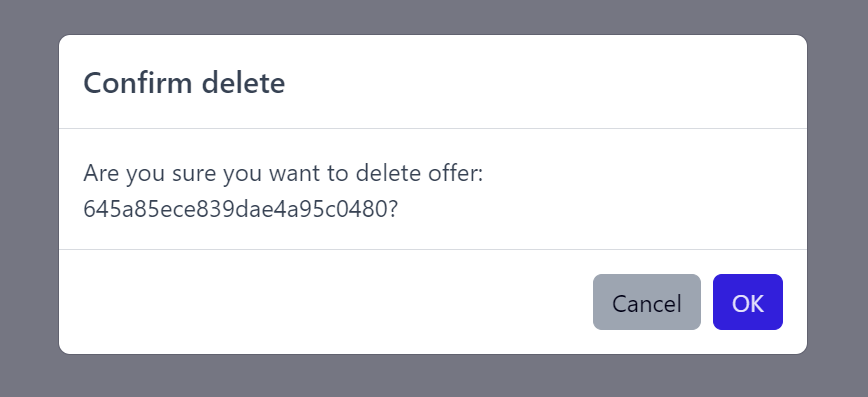 Confirm delete
Are you sure you want to delete offer:
645a85ece839dae4a95c0480?
Cancel
OK